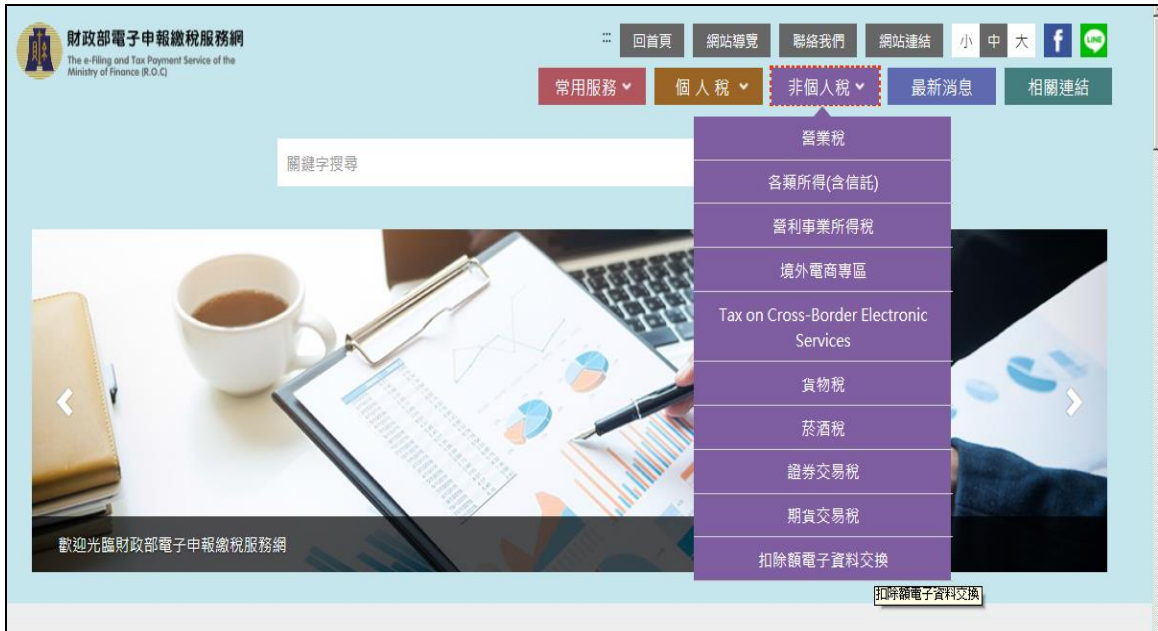 財政部電子申報繳稅服務網
The e-Filing and Tax Payment Service of the
Ministry of Finance (R.O.C)
:::
回首頁
網站導覽
聯絡我們
網站連結
小 中 大
f
LINE
常用服務
個人稅
非個人稅
最新消息
相關連結
關鍵字搜尋
營業稅
各類所得(含信託)
營利事業所得稅
境外電商專區
Tax on Cross-Border Electronic
Services
貨物稅
菸酒稅
證券交易稅
期貨交易稅
扣除額電子資料交換
歡迎光臨財政部電子申報繳稅服務網
扣除額電子資料交換